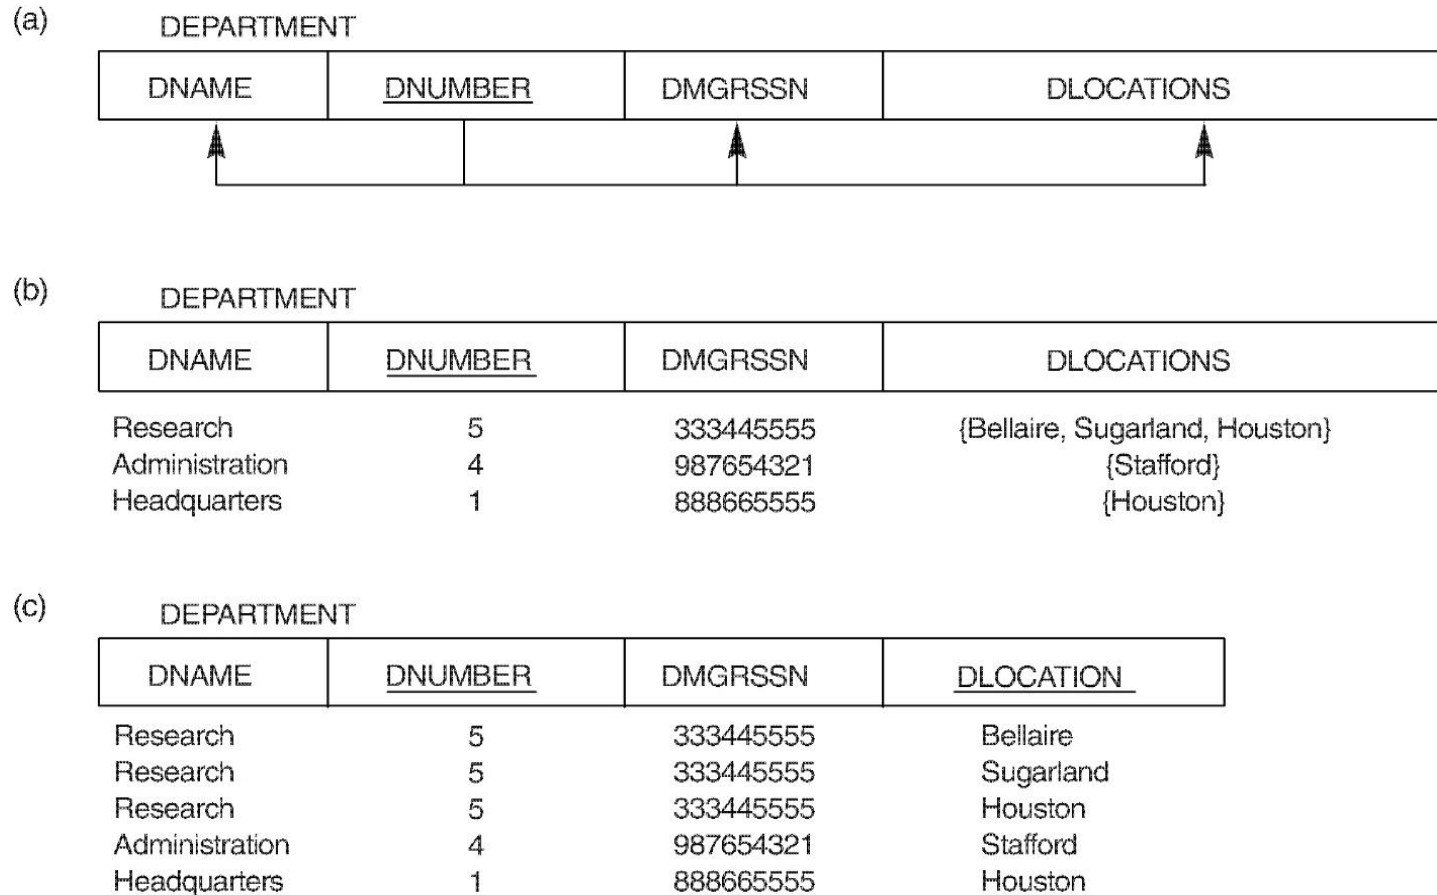 (a) DEPARTMENT
DNAME DNUMBER DMGRSSN DLOCATIONS
(b) DEPARTMENT
DNAME DNUMBER DMGRSSN DLOCATIONS
Research 5 333445555 {Bellaire, Sugarland, Houston}
Administration 4 987654321 {Stafford}
Headquarters 1 888665555 {Houston}
(c) DEPARTMENT
DNAME DNUMBER DMGRSSN DLOCATION
Research 5 333445555 Bellaire
Research 5 333445555 Sugarland
Research 5 333445555 Houston
Administration 4 987654321 Stafford
Headquarters 1 888665555 Houston